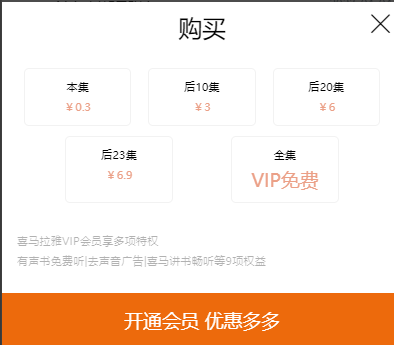 购买
本集
¥ 0.3
后10集
¥ 3
后20集
¥ 6
后23集
¥ 6.9
全集
VIP免费
喜马拉雅VIP会员享多项特权
有声书免费听|去声音广告|喜马讲书畅听等9项权益
开通会员 优惠多多